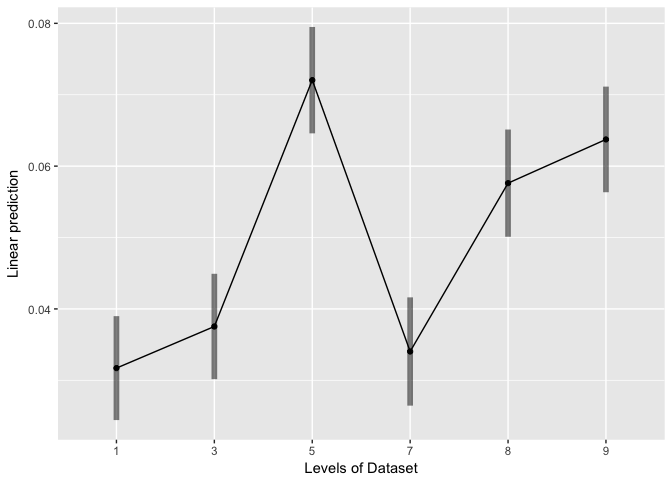 0.08
0.06
0.04
Linear prediction
1 3 5 7 8 9
Levels of Dataset